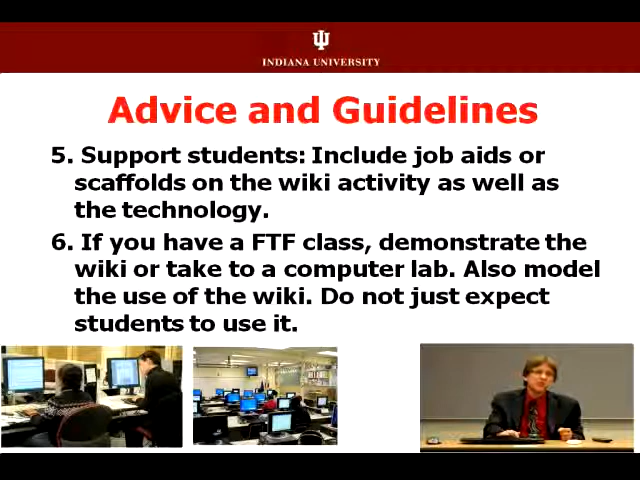 INDIANA UNIVERSITY
Advice and Guidelines
5. Support students: Include job aids or
scaffolds on the wiki activity as well as
the technology.
6. If you have a FTF class, demonstrate the
wiki or take to a computer lab. Also model
the use of the wiki. Do not just expect
students to use it.